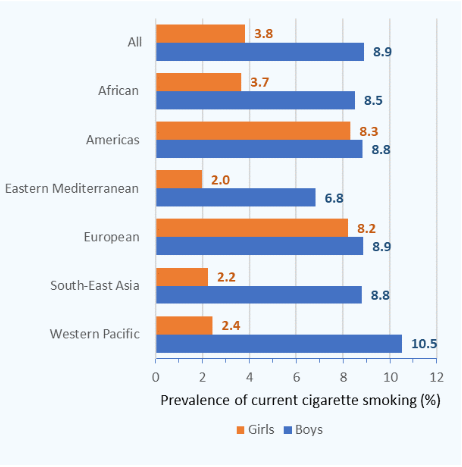 All
3.8
8.9
African
3.7
8.5
Americas
8.3
8.8
Eastern Mediterranean
2.0
6.8
European
8.2
8.9
South-East Asia
2.2
8.8
Western Pacific
2.4
10.5
0 2 4 6 8 10 12
Prevalence of current cigarette smoking (%)
Girls Boys